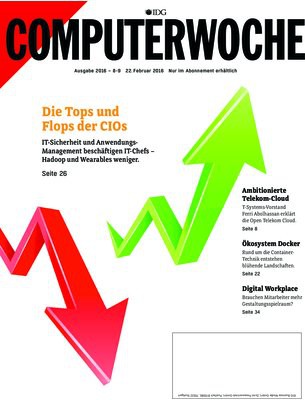 IDG
COMPUTERWOCHE
Ausgabe 2016 – 8-9 22. Februar 2016 Nur im Abonnement erhältlich
Die Tops und
Flops der CIOs
IT-Sicherheit und Anwendungs-
Management beschäftigen IT-Chefs –
Hadoop und Wearables weniger.
Seite 26
Ambitionierte
Telekom-Cloud
T-Systems-Vorstand
Ferri Abolhassan erklärt
die Open Telekom Cloud.
Seite 8
Ökosystem Docker
Rund um die Container-
Technik entstehen
blühende Landschaften.
Seite 22
Digital Workplace
Brauchen Mitarbeiter mehr
Gestaltungsspielraum?
Seite 34